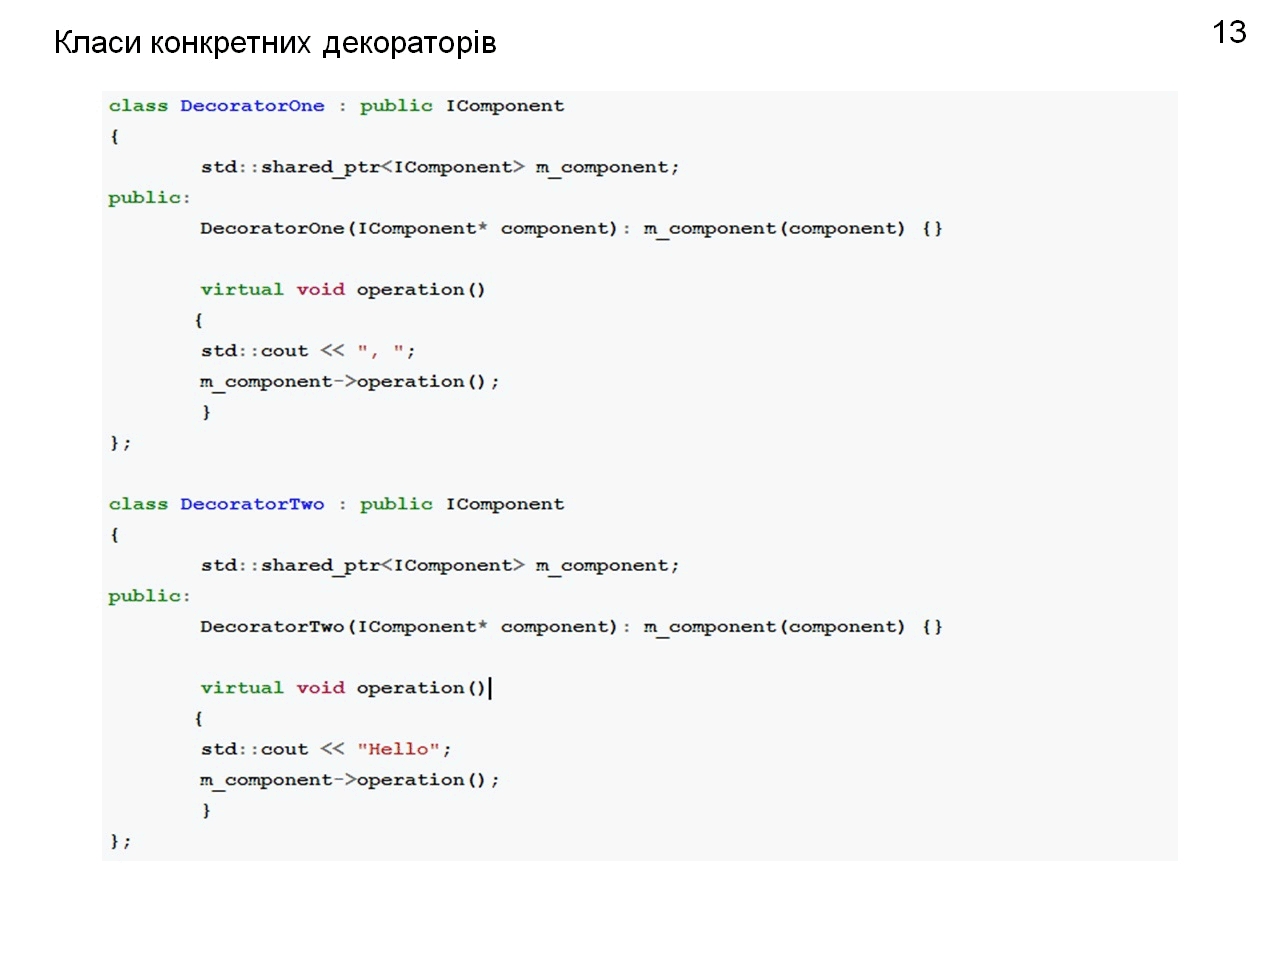 Класи конкретних декораторів
13
class DecoratorOne : public IComponent
{
std::shared_ptr<IComponent> m_component;
public:
DecoratorOne(IComponent* component): m_component(component) {}
virtual void operation()
{
std::cout << ", ";
m_component->operation();
}
};
class DecoratorTwo : public IComponent
{
std::shared_ptr<IComponent> m_component;
public:
DecoratorTwo(IComponent* component): m_component(component) {}
virtual void operation()
{
std::cout << "Hello";
m_component->operation();
}
};